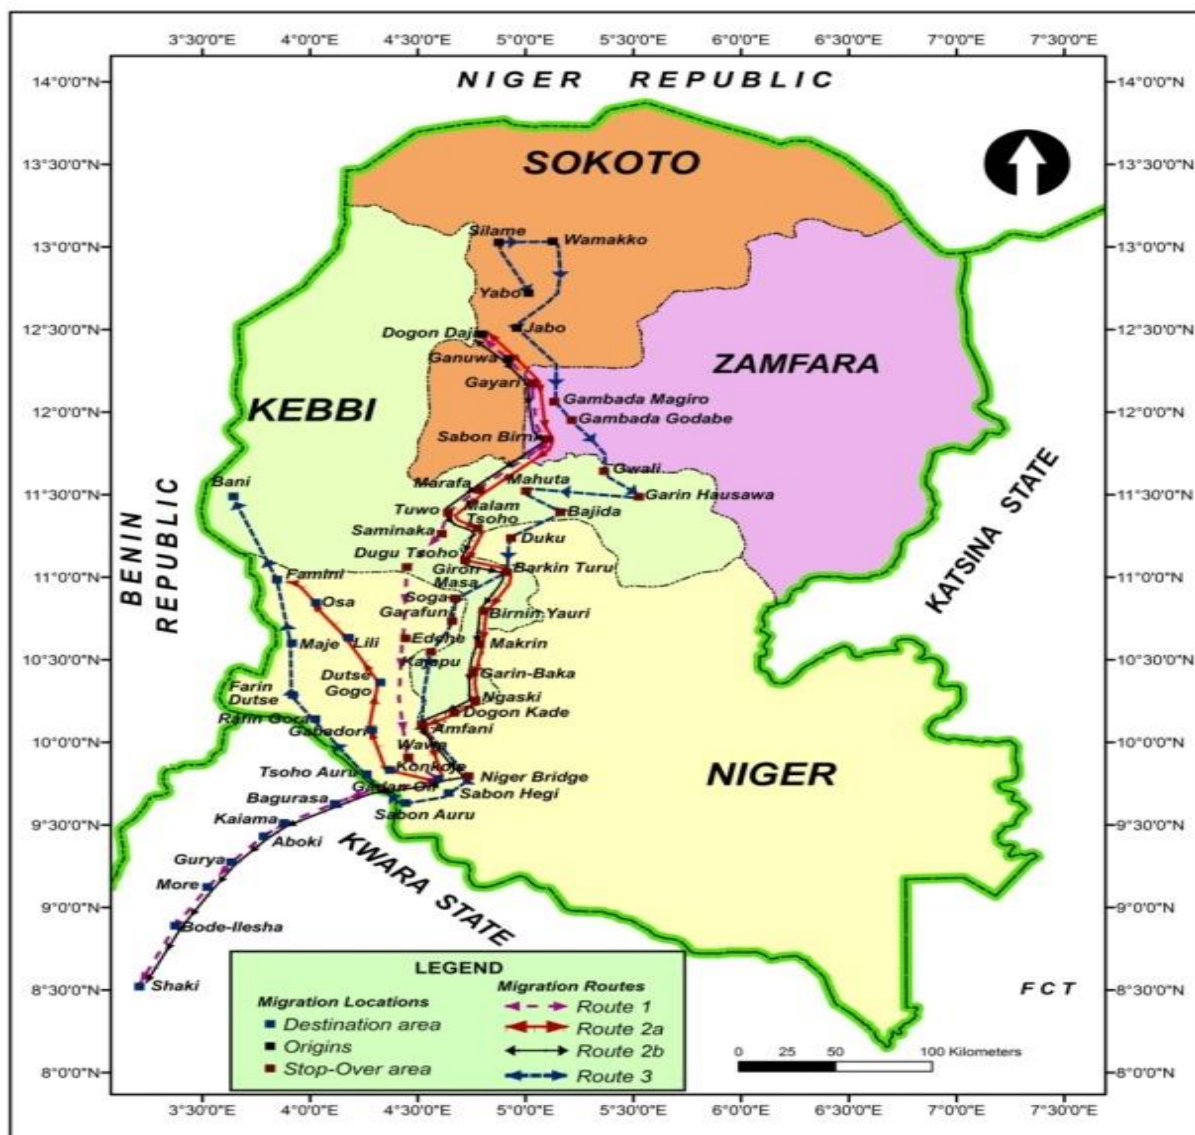 3°30'0"E 4°0'0"E 4°30'0"E 5°0'0"E 5°30'0"E 6°0'0"E 6°30'0"E 7°0'0"E 7°30'0"E
14°0'0"N NIGER REPUBLIC 14°0'0"N
13°30'0"N SOKOTO 13°30'0"N
Silame Wamakko
13°0'0"N 13°0'0"N
Yabo
12°30'0"N Dogon Daji Jabo 12°30'0"N
Ganuwa ZAMFARA
Gayari
Gambada Magiro
12°0'0"N KEBBI Gambada Godabe 12°0'0"N
Sabon Birni
Gwali
Bani Marafa Mahuta
11°30'0"N Garin Hausawa 11°30'0"N
Tuwo Malam Tsoho Bajida
Saminaka Duku
BENIN REPUBLIC
KATSINA STATE
Dugu Tsoho
Giron Barkin Turu
11°0'0"N Famini Masa 11°0'0"N
Osa Soga
Garafuni Birnin Yauri
Maje Lili Edehe Makrin
10°30'0"N Kajapu 10°30'0"N
Dutse Gogo Garin-Baka
Farin Dutse Ngaski
Rafin Gora Dogon Kade
Gabadori Amfani
10°0'0"N Wawa 10°0'0"N
Tsoho Auru Konkole Niger Bridge NIGER
Gadan Oli
Bagurasa Sabon Hegi
Sabon Auru
9°30'0"N Kaiama 9°30'0"N
Aboki
Gurya KWARA STATE
More
9°0'0"N 9°0'0"N
Bode-Ilesha
8°30'0"N Shaki 8°30'0"N
FCT
LEGEND
Migration Locations Migration Routes
Destination area Route 1
Origins Route 2a
Stop-Over area Route 2b
Route 3
0 25 50 100 Kilometers
8°0'0"N 8°0'0"N
3°30'0"E 4°0'0"E 4°30'0"E 5°0'0"E 5°30'0"E 6°0'0"E 6°30'0"E 7°0'0"E 7°30'0"E